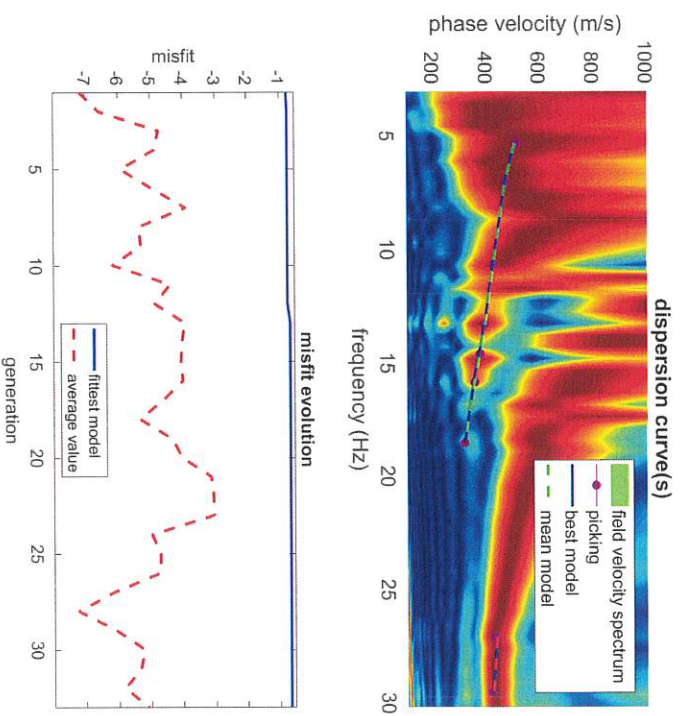 dispersion curve(s)
phase velocity (m/s)
1000
800
600
400
200
field velocity spectrum
picking
best model
mean model
5
10
15
20
25
30
frequency (Hz)
misfit evolution
misfit
-1
-2
-3
-4
-5
-6
-7
fittest model
average value
5
10
15
20
25
30
generation